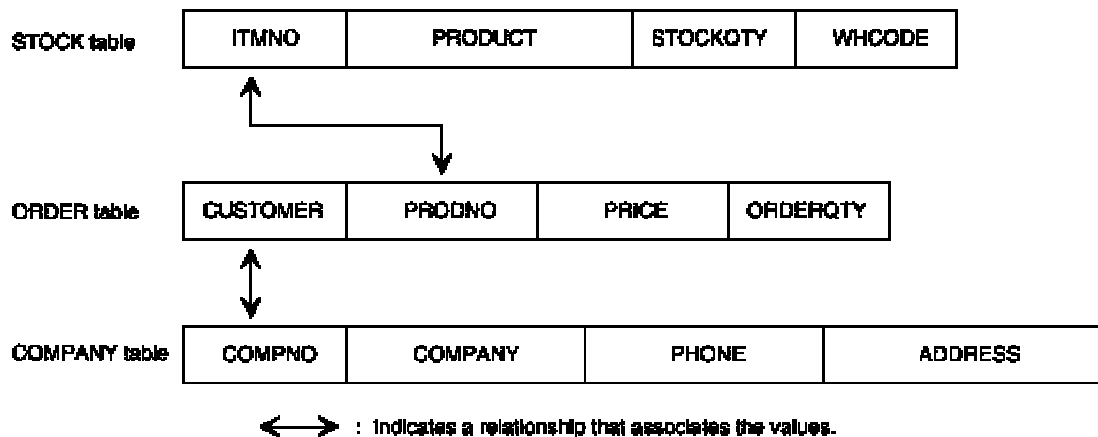 STOCK table ITMNO PRODUCT STOCKQTY WHCODE
ORDER table CUSTOMER PRODNO PRICE ORDERQTY
COMPANY table COMPNO COMPANY PHONE ADDRESS
: Indicates a relationship that associates the values.